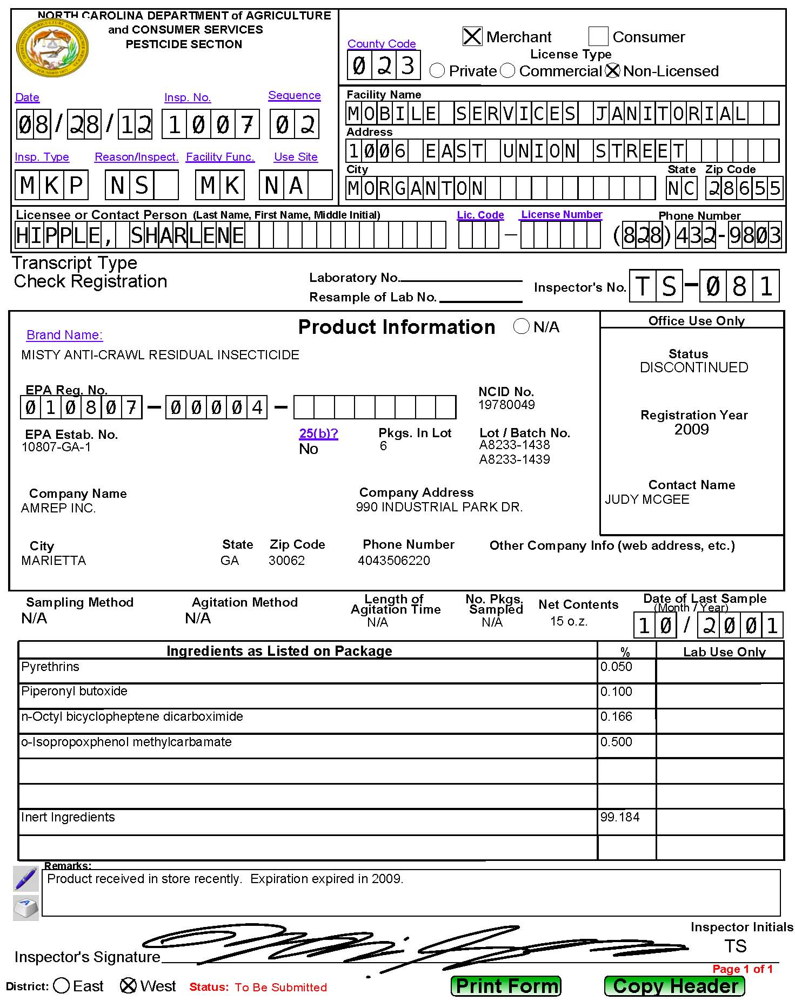 NORTH CAROLINA DEPARTMENT of AGRICULTURE
and CONSUMER SERVICES
PESTICIDE SECTION
County Code
023
Merchant Consumer
License Type
Private Commercial Non-Licensed
Date Insp. No. Sequence
08/28/12 1007 02
Insp. Type Reason/Inspect. Facility Func. Use Site
MKP NS MK NA
Facility Name
MOBILE SERVICES JANITORIAL
Address
1006 EAST UNION STREET
City State Zip Code
MORGANTON NC 28655
Licensee or Contact Person (Last Name, First Name, Middle Initial) Lic. Code License Number Phone Number
HIPPLE, SHARLENE – (828)432-9803
Transcript Type
Check Registration
Laboratory No.
Resample of Lab No.
Inspector's No. TS-081
Product Information N/A
Brand Name:
MISTY ANTI-CRAWL RESIDUAL INSECTICIDE
EPA Reg. No. NCID No.
010807-00004- 19780049
EPA Estab. No. 25(b)? Pkgs. In Lot Lot / Batch No.
10807-GA-1 No 6 A8233-1438
A8233-1439
Company Name Company Address
AMREP INC. 990 INDUSTRIAL PARK DR.
City State Zip Code Phone Number Other Company Info (web address, etc.)
MARIETTA GA 30062 4043506220
Office Use Only
Status
DISCONTINUED
Registration Year
2009
Contact Name
JUDY MCGEE
Sampling Method Agitation Method Length of Agitation Time No. Pkgs. Sampled Net Contents Date of Last Sample
(Month / Year)
N/A N/A N/A N/A 15 o.z. 10/2001
Ingredients as Listed on Package % Lab Use Only
Pyrethrins 0.050
Piperonyl butoxide 0.100
n-Octyl bicyclopheptene dicarboximide 0.166
o-Isopropoxphenol methylcarbamate 0.500
Inert Ingredients 99.184
Remarks:
Product received in store recently. Expiration expired in 2009.
Inspector's Signature
Inspector Initials
TS
Page 1 of 1
District: East West Status: To Be Submitted Print Form Copy Header